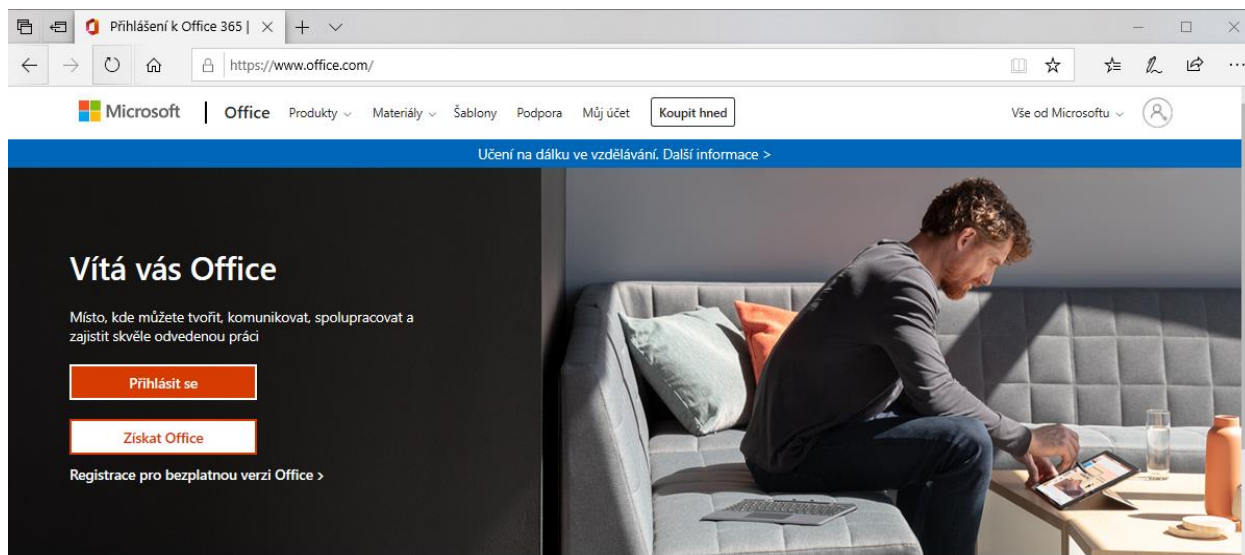 Přihlášení k Office 365 |
https://www.office.com/
Microsoft Office Produkty Materiály Šablony Podpora Můj účet Koupit hned Vše od Microsoftu
Učení na dálku ve vzdělávání. Další informace >
Vítá vás Office
Místo, kde můžete tvořit, komunikovat, spolupracovat a
zajistit skvěle odvedenou práci
Přihlásit se
Získat Office
Registrace pro bezplatnou verzi Office >